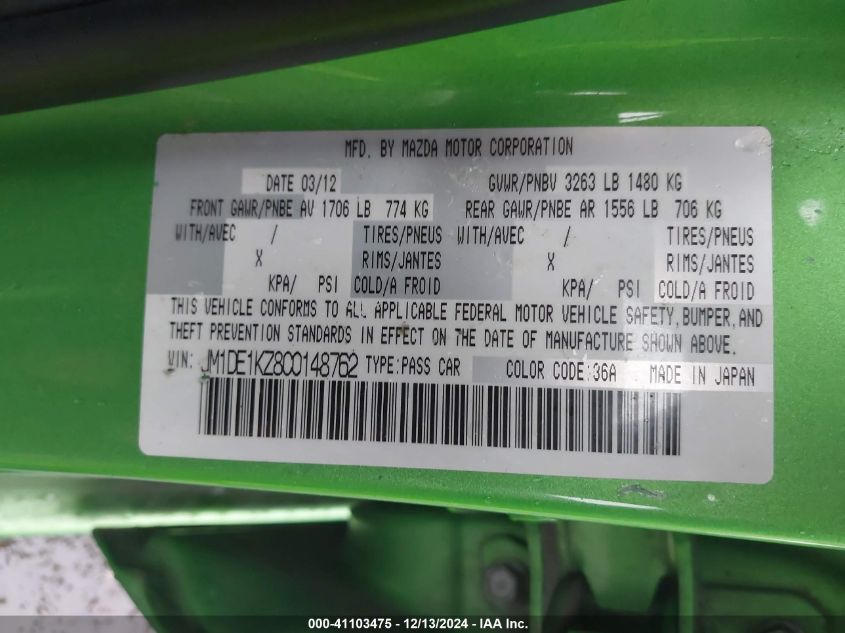 MFD. BY MAZDA MOTOR CORPORATION
DATE 03/12 GVWR/PNBV 3263 LB 1480 KG
FRONT GAWR/PNBE AV 1706 LB 774 KG REAR GAWR/PNBE AR 1556 LB 706 KG
WITH/AVEC / TIRES/PNEUS WITH/AVEC / TIRES/PNEUS
X RIMS/JANTES X RIMS/JANTES
KPA/ PSI COLD/A FROID KPA/ PSI COLD/A FROID
THIS VEHICLE CONFORMS TO ALL APPLICABLE FEDERAL MOTOR VEHICLE SAFETY, BUMPER, AND
THEFT PREVENTION STANDARDS IN EFFECT ON THE DATE OF MANUFACTURE SHOWN ABOVE.
VIN: JM1DE1KZ8C0148762 TYPE:PASS CAR COLOR CODE:36A MADE IN JAPAN
000-41103475 - 12/13/2024 - IAA Inc.